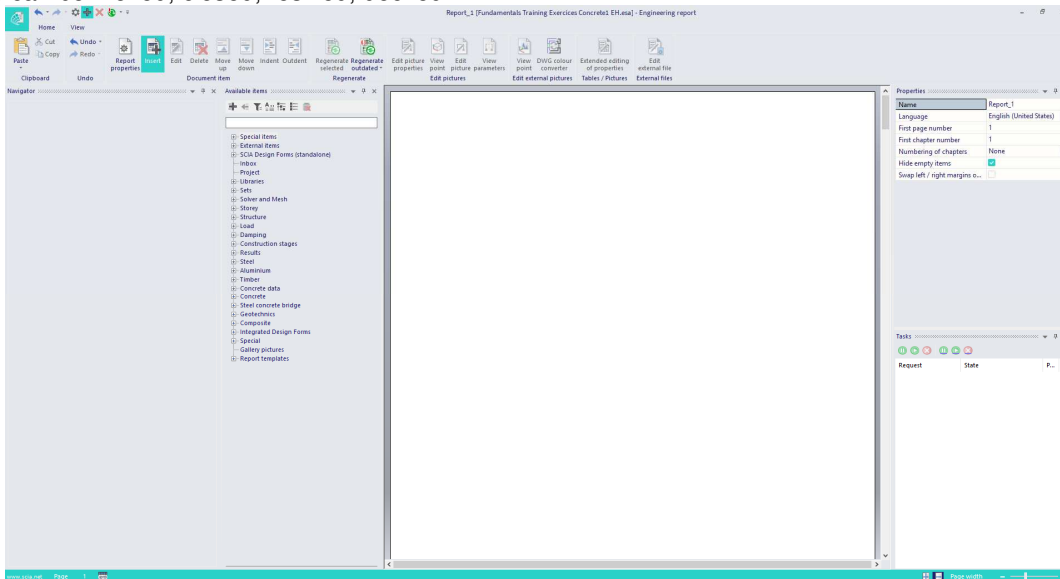 Report_1 [Fundamentals Training Exercices Concrete1 EH.esa] - Engineering report
Home View
Paste
Cut
Copy
Clipboard
Undo
Redo
Undo
Report properties
Insert
Edit
Delete
Move up
Move down
Indent
Outdent
Document item
Regenerate selected
Regenerate outdated
Regenerate
Edit picture properties
View point
Edit picture
View parameters
Edit pictures
View point
DWG colour converter
Edit external pictures
Extended editing of properties
Tables / Pictures
Edit external file
External files
Navigator
Available items
Special items
External items
SCIA Design Forms (standalone)
Inbox
Project
Libraries
Sets
Solver and Mesh
Storey
Structure
Load
Damping
Construction stages
Results
Steel
Aluminium
Timber
Concrete data
Concrete
Steel concrete bridge
Geotechnics
Composite
Integrated Design Forms
Special
Gallery pictures
Report templates
Properties
Name Report_1
Language English (United States)
First page number 1
First chapter number 1
Numbering of chapters None
Hide empty items
Swap left / right margins o...
Tasks
Request State P...
www.scia.net Page 1
Page width